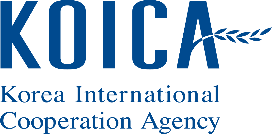 KOICA
Korea International
Cooperation Agency